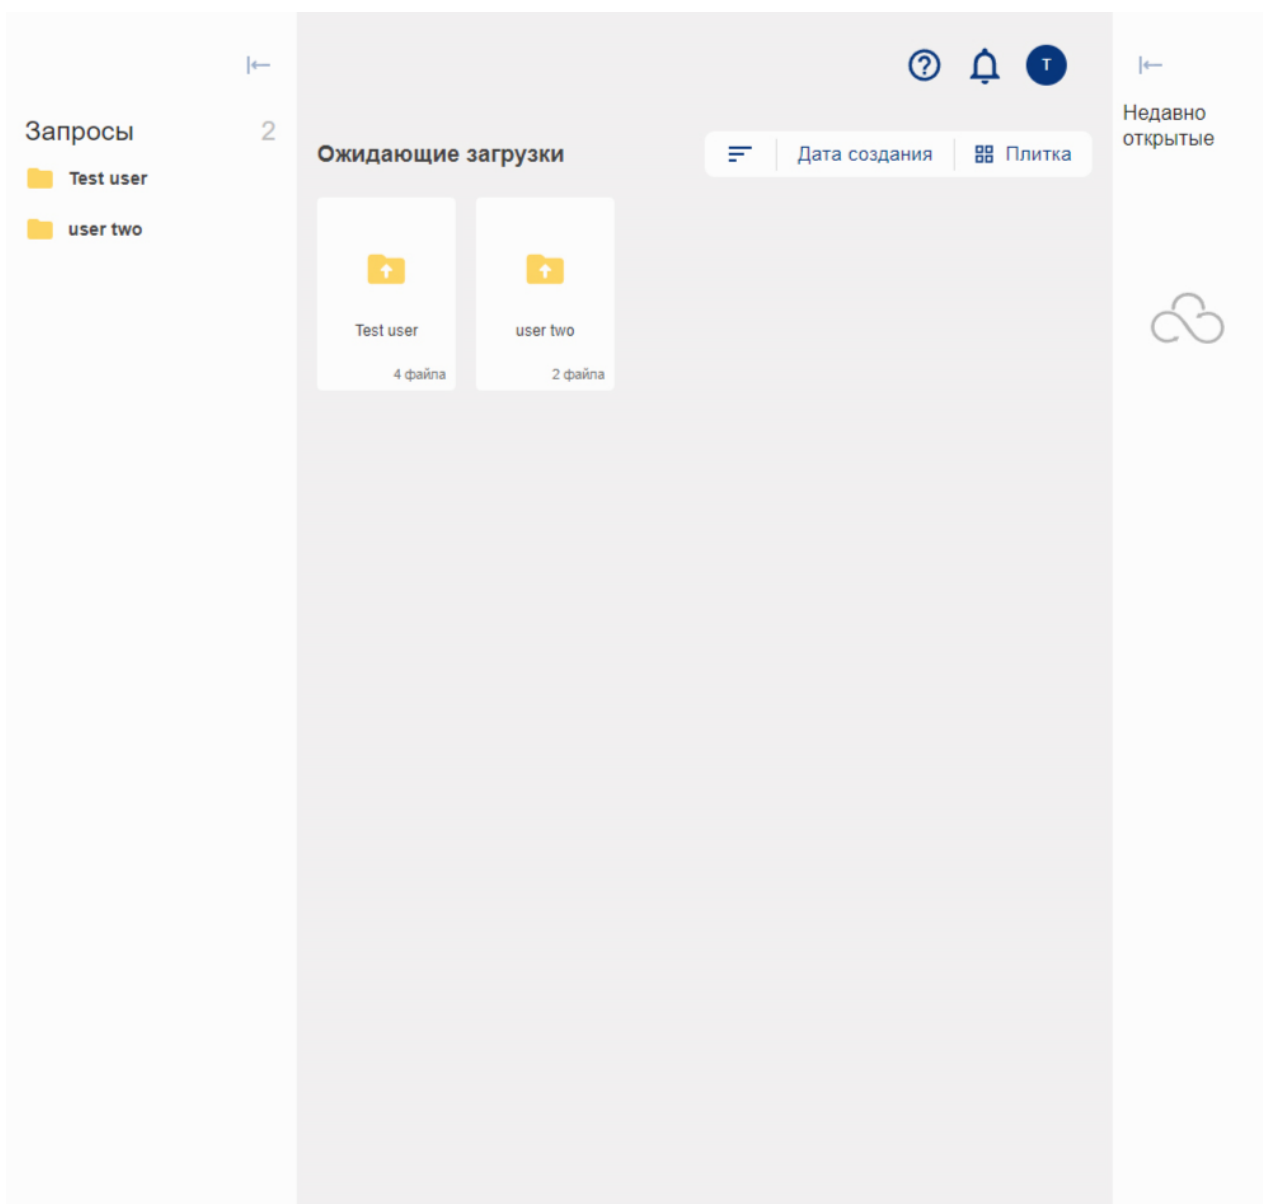 Запросы 2
Test user
user two
Ожидающие загрузки
Дата создания
Плитка
Test user
4 файла
user two
2 файла
T
Недавно
открытые